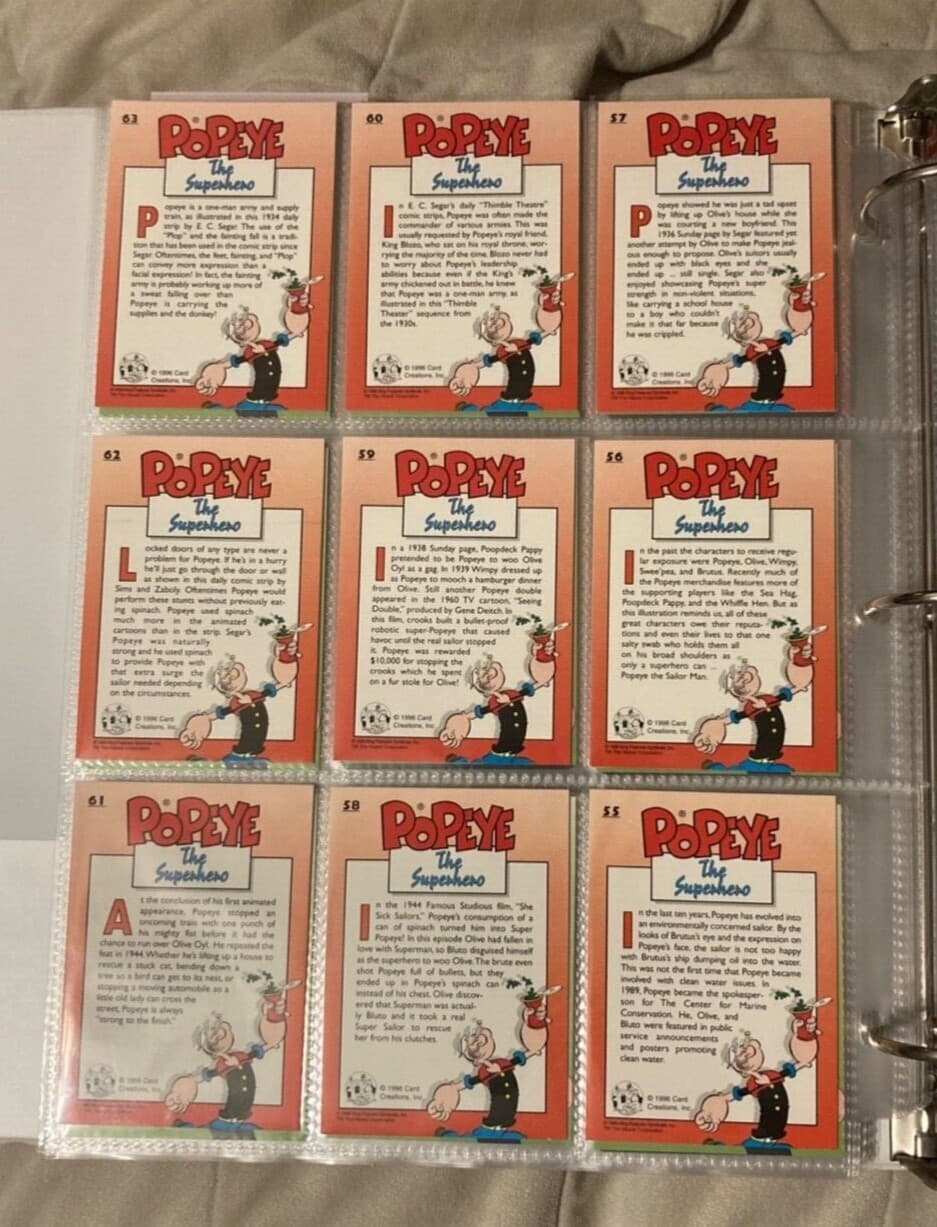 63
POPEYE
®
The
Superhero
Popeye is a one-man army and supply
train, as illustrated in this 1934 daily
strip by E. C. Segar. The use of the
"Plop" and the fainting fall is a tradi-
tion that has been used in the comic strip since
Segar. Oftentimes, the feet, fainting, and "Plop"
can convey more expression than a
facial expression! In fact, the fainting
army is probably working up more of
a sweat falling over than
Popeye is carrying the
supplies and the donkey!
© 1996 Card
Creations, Inc.
60
POPEYE
®
The
Superhero
In E. C. Segar's daily "Thimble Theatre"
comic strips, Popeye was often made the
commander of various armies. This was
usually requested by Popeye's royal friend,
King Blozo, who sat on his royal throne, wor-
rying the majority of the time. Blozo never had
to worry about Popeye's leadership
abilities because even if the King's
army chickened out in battle, he knew
that Popeye was a one-man army, as
illustrated in this "Thimble
Theater" sequence from
the 1930s.
© 1996 Card
Creations, Inc.
57
POPEYE
®
The
Superhero
Popeye showed he was just a tad upset
by lifting up Olive's house while she
was courting a new boyfriend. This
1936 Sunday page by Segar featured yet
another attempt by Olive to make Popeye jeal-
ous enough to propose. Olive's suitors usually
ended up with black eyes and she
ended up ... still single. Segar also
enjoyed showcasing Popeye's super
strength in non-violent situations,
like carrying a school house
to a boy who couldn't
make it that far because
he was crippled.
© 1996 Card
Creations, Inc.
62
POPEYE
®
The
Superhero
Locked doors of any type are never a
problem for Popeye. If he's in a hurry
he'll just go through the door or wall
as shown in this daily comic strip by
Sims and Zaboly. Oftentimes Popeye would
perform these stunts without previously eat-
ing spinach. Popeye used spinach
much more in the animated
cartoons than in the strip. Segar's
Popeye was naturally
strong and he used spinach
to provide Popeye with
that extra surge the
sailor needed depending
on the circumstances.
© 1996 Card
Creations, Inc.
59
POPEYE
®
The
Superhero
In a 1938 Sunday page, Poopdeck Pappy
pretended to be Popeye to woo Olive
Oyl as a gag. In 1939 Wimpy dressed up
as Popeye to mooch a hamburger dinner
from Olive. Still another Popeye double
appeared in the 1960 TV cartoon, "Seeing
Double," produced by Gene Deitch. In
this film, crooks built a bullet-proof
robotic super-Popeye that caused
havoc until the real sailor stopped
it. Popeye was rewarded
$10,000 for stopping the
crooks which he spent
on a fur stole for Olive!
© 1996 Card
Creations, Inc.
56
POPEYE
®
The
Superhero
In the past the characters to receive regu-
lar exposure were Popeye, Olive, Wimpy,
Swee'pea, and Brutus. Recently much of
the Popeye merchandise features more of
the supporting players like the Sea Hag,
Poopdeck Pappy, and the Whiffle Hen. But as
this illustration reminds us, all of these
great characters owe their reputa-
tions and even their lives to that one
salty swab who holds them all
on his broad shoulders as
only a superhero can ...
Popeye the Sailor Man.
© 1996 Card
Creations, Inc.
61
POPEYE
®
The
Superhero
At the conclusion of his first animated
appearance, Popeye stopped an
oncoming train with one punch of
his mighty fist before it had the
chance to run over Olive Oyl. He repeated the
feat in 1944. Whether he's lifting up a house to
rescue a stuck cat, bending down a
tree so a bird can get to its nest, or
stopping a moving automobile so a
little old lady can cross the
street, Popeye is always
"strong to the finish."
© 1996 Card
Creations, Inc.
58
POPEYE
®
The
Superhero
In the 1944 Famous Studious film, "She
Sick Sailors," Popeye's consumption of a
can of spinach turned him into Super
Popeye! In this episode Olive had fallen in
love with Superman, so Bluto disguised himself
as the superhero to woo Olive. The brute even
shot Popeye full of bullets, but they
ended up in Popeye's spinach can
instead of his chest. Olive discov-
ered that Superman was actual-
ly Bluto and it took a real
Super Sailor to rescue
her from his clutches.
© 1996 Card
Creations, Inc.
55
POPEYE
®
The
Superhero
In the last ten years, Popeye has evolved into
an environmentally concerned sailor. By the
looks of Brutus's eye and the expression on
Popeye's face, the sailor is not too happy
with Brutus's ship dumping oil into the water.
This was not the first time that Popeye became
involved with clean water issues. In
1989, Popeye became the spokesper-
son for The Center for Marine
Conservation. He, Olive, and
Bluto were featured in public
service announcements
and posters promoting
clean water.
© 1996 Card
Creations, Inc.